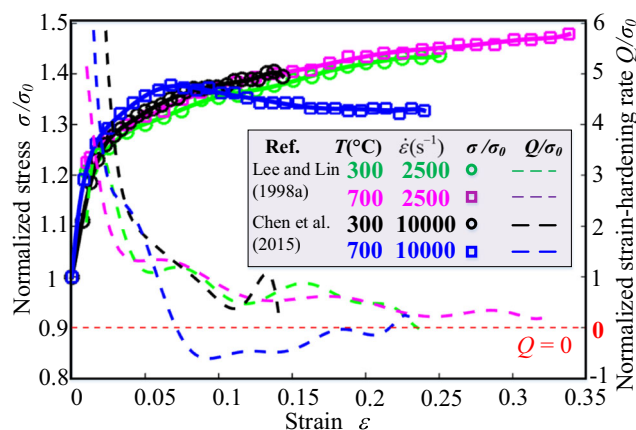 Normalized stress σ/σ0
1.5
1.4
1.3
1.2
1.1
1
0.9
0.8
Ref. T(°C) ε̇(s−1) σ/σ0 Q/σ0
Lee and Lin 300 2500
(1998a) 700 2500
Chen et al. 300 10000
(2015) 700 10000
Q = 0
6
5
4
3
2
1
0
-1
Normalized strain-hardening rate Q/σ0
0 0.05 0.1 0.15 0.2 0.25 0.3 0.35
Strain ε